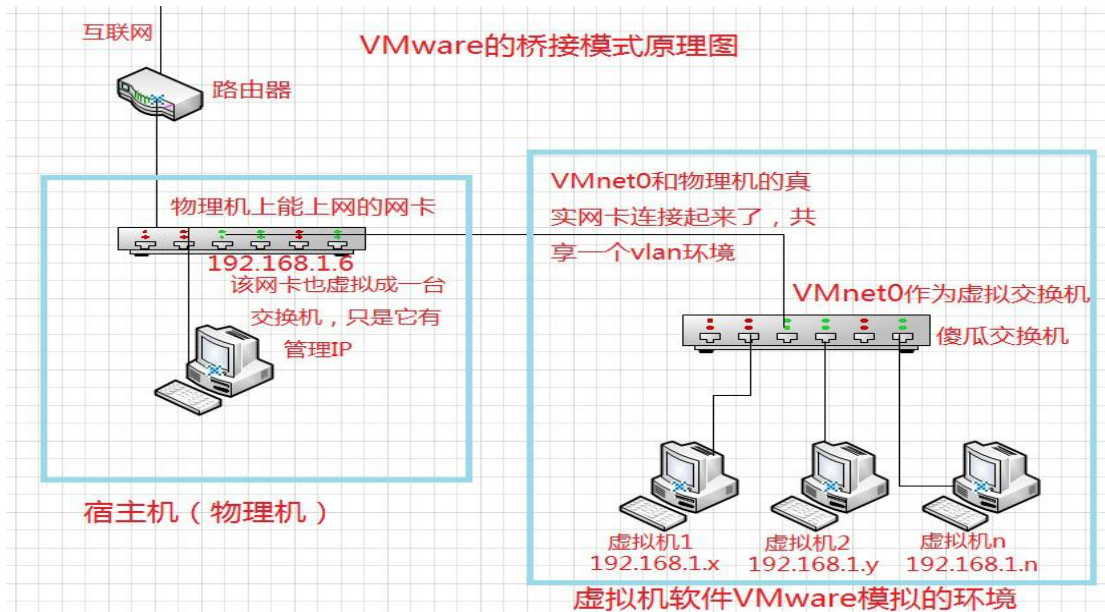 互联网
VMware的桥接模式原理图
路由器
物理机上能上网的网卡
192.168.1.6
该网卡也虚拟成一台
交换机，只是它有
管理IP
宿主机（物理机）
VMnet0和物理机的真
实网卡连接起来了，共
享一个vlan环境
VMnet0作为虚拟交换机
傻瓜交换机
虚拟机1
192.168.1.x
虚拟机2
192.168.1.y
虚拟机n
192.168.1.n
虚拟机软件VMware模拟的环境